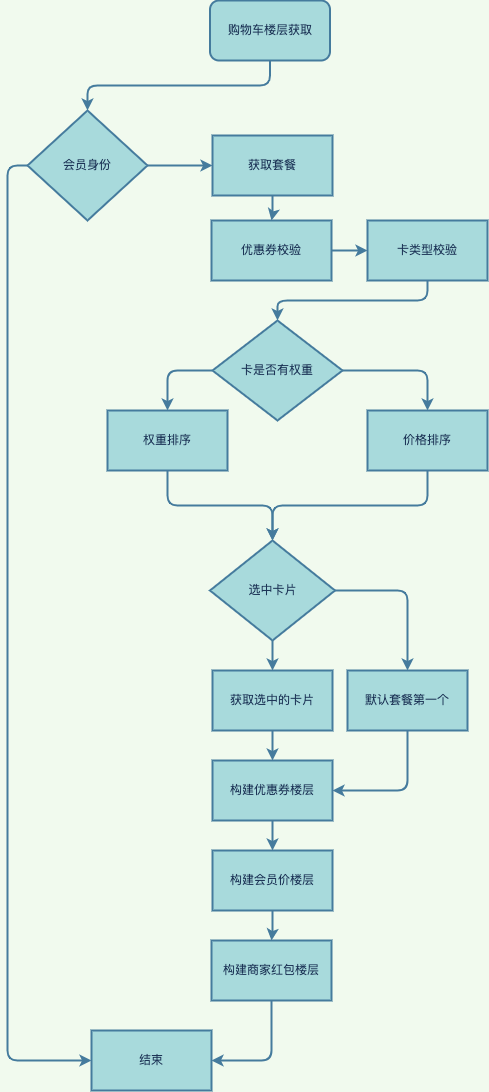 购物车楼层获取
会员身份
获取套餐
优惠券校验
卡类型校验
卡是否有权重
权重排序
价格排序
选中卡片
获取选中的卡片
默认套餐第一个
构建优惠券楼层
构建会员价楼层
构建商家红包楼层
结束